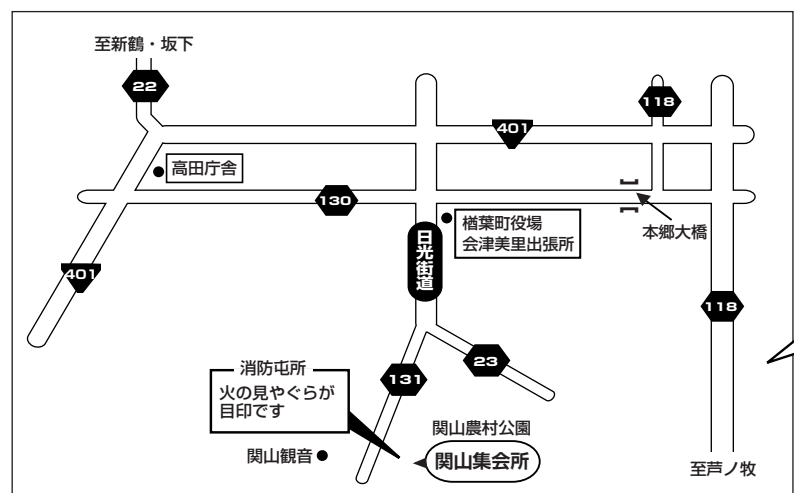 至新鶴・坂下
22
118
401
高田庁舎
130
楢葉町役場
会津美里出張所
本郷大橋
日光街道
401
118
消防屯所
火の見やぐらが
目印です
131
23
関山農村公園
関山観音
関山集会所
至芦ノ牧